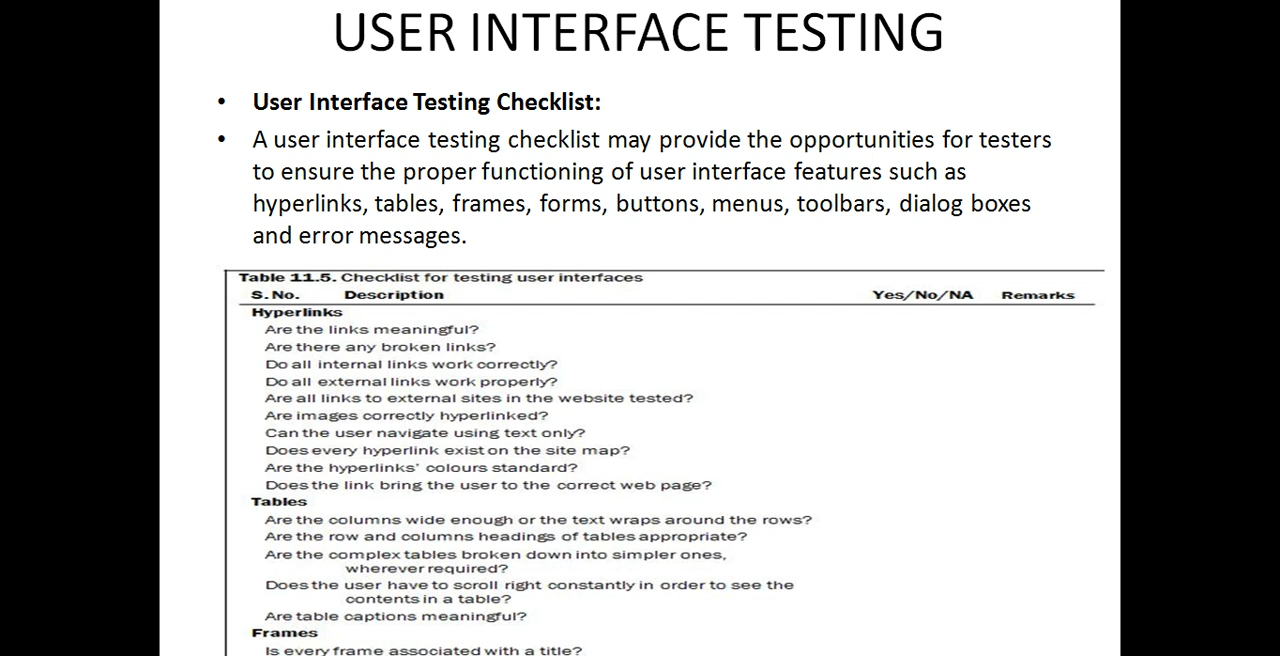 USER INTERFACE TESTING
• User Interface Testing Checklist:
• A user interface testing checklist may provide the opportunities for testers
to ensure the proper functioning of user interface features such as
hyperlinks, tables, frames, forms, buttons, menus, toolbars, dialog boxes
and error messages.
Table 11.5. Checklist for testing user interfaces
S. No. Description Yes/No/NA Remarks
Hyperlinks
Are the links meaningful?
Are there any broken links?
Do all internal links work correctly?
Do all external links work properly?
Are all links to external sites in the website tested?
Are images correctly hyperlinked?
Can the user navigate using text only?
Does every hyperlink exist on the site map?
Are the hyperlinks' colours standard?
Does the link bring the user to the correct web page?
Tables
Are the columns wide enough or the text wraps around the rows?
Are the row and columns headings of tables appropriate?
Are the complex tables broken down into simpler ones,
wherever required?
Does the user have to scroll right constantly in order to see the
contents in a table?
Are table captions meaningful?
Frames
Is every frame associated with a title?